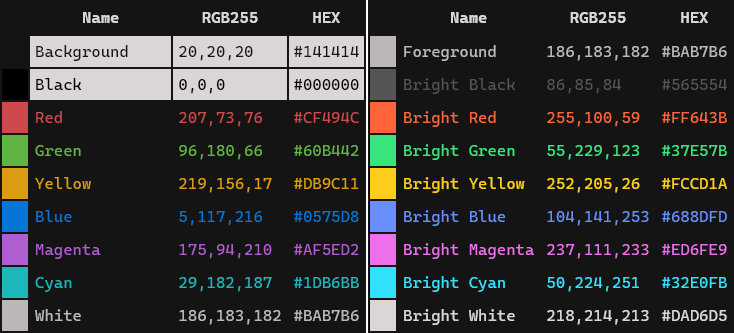 Name RGB255 HEX Name RGB255 HEX
Background 20,20,20 #141414 Foreground 186,183,182 #BAB7B6
Black 0,0,0 #000000 Bright Black 86,85,84 #565554
Red 207,73,76 #CF494C Bright Red 255,100,59 #FF643B
Green 96,180,66 #60B442 Bright Green 55,229,123 #37E57B
Yellow 219,156,17 #DB9C11 Bright Yellow 252,205,26 #FCCD1A
Blue 5,117,216 #0575D8 Bright Blue 104,141,253 #688DFD
Magenta 175,94,210 #AF5ED2 Bright Magenta 237,111,233 #ED6FE9
Cyan 29,182,187 #1DB6BB Bright Cyan 50,224,251 #32E0FB
White 186,183,182 #BAB7B6 Bright White 218,214,213 #DAD6D5